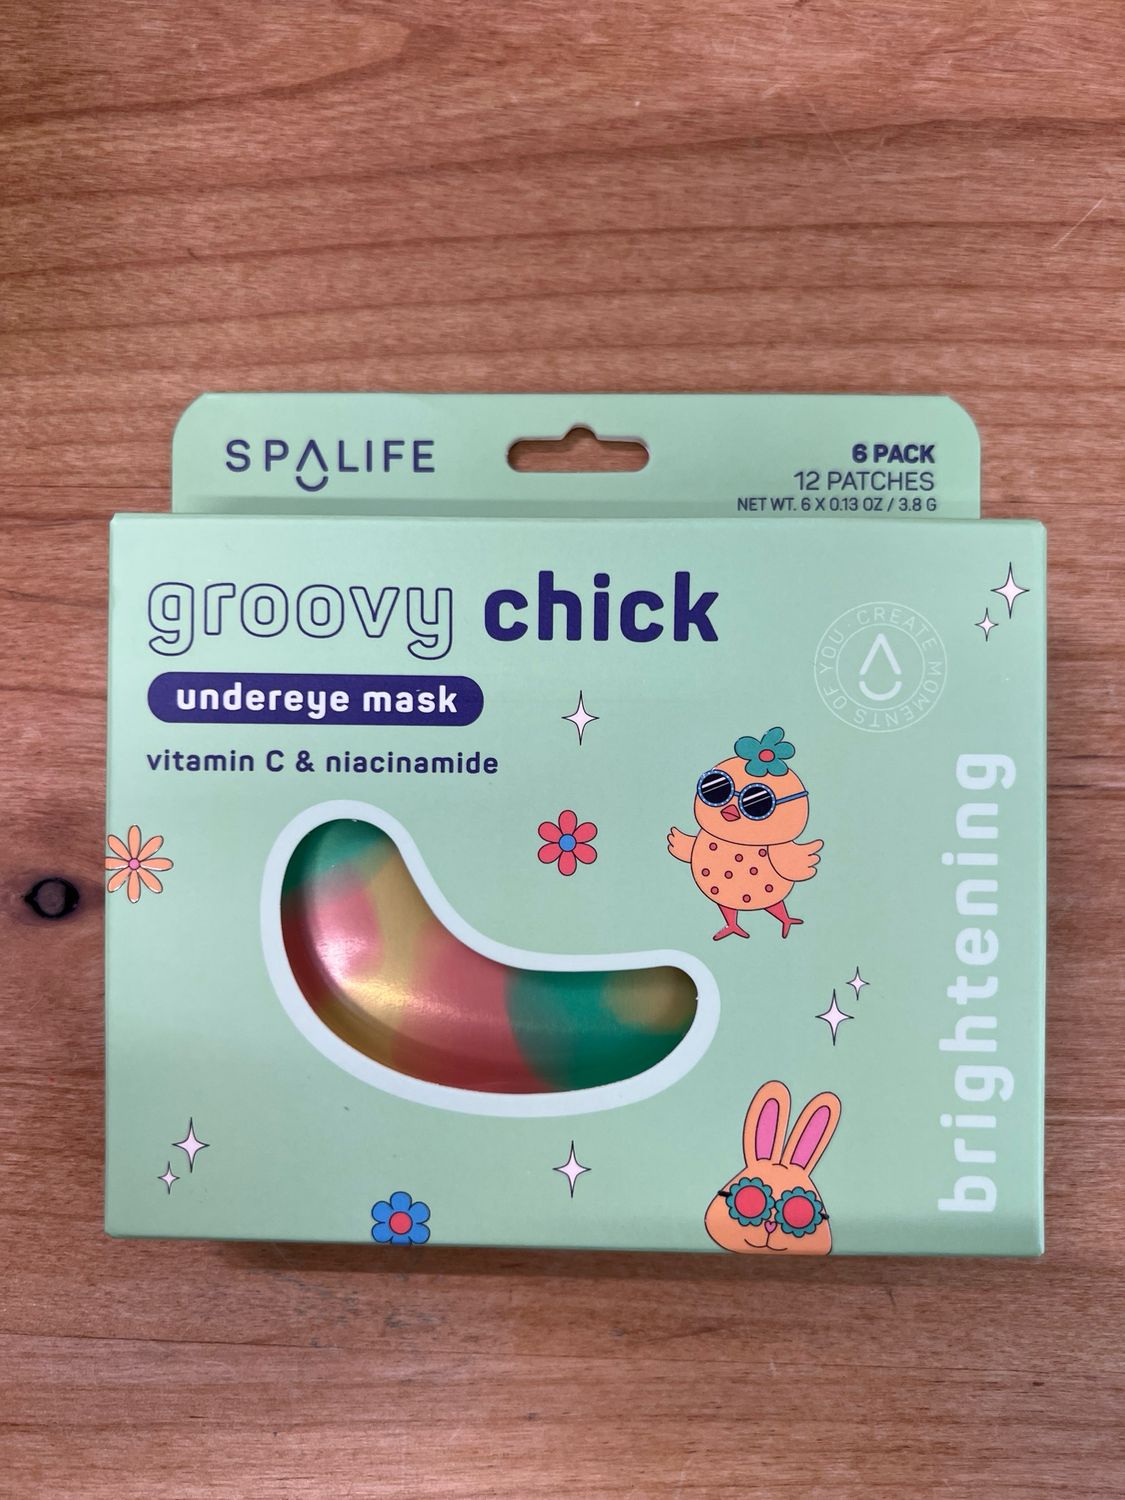 SPALIFE
6 PACK
12 PATCHES
NET WT. 6 X 0.13 OZ / 3.8 G
groovy chick
undereye mask
vitamin C & niacinamide
CREATE MOMENTS OF YOU
brightening